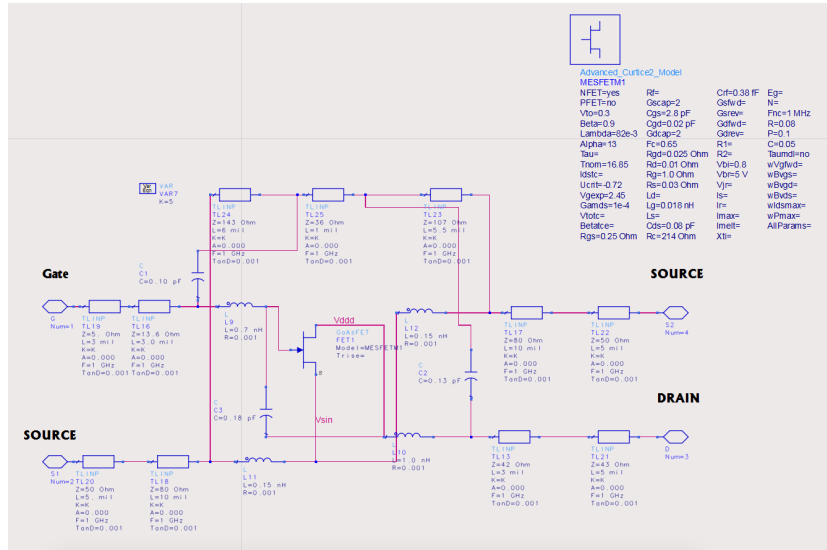 Advanced_Curtice2_Model
MESFETM1
NFET=yes Rf= Crf=0.38 fF Eg=
PFET=no Gscap=2 Gsfwd= N=
Vto=0.3 Cgs=2.8 pF Gsrev= Fnc=1 MHz
Beta=0.9 Cgd=0.02 pF Gdfwd= R=0.08
Lambda=82e-3 Gdcap=2 Gdrev= P=0.1
Alpha=13 Fc=0.65 R1= C=0.05
Tau= Rgd=0.025 Ohm R2= Taumdl=no
Tnom=16.85 Rd=0.01 Ohm Vbi=0.8 wVgfwd=
Idstc= Rg=1.0 Ohm Vbr=5 V wBvgs=
Ucrit=-0.72 Rs=0.03 Ohm Vjr= wBvgd=
Vgexp=2.45 Ld= Is= wBvds=
Gamds=1e-4 Lg=0.018 nH Ir= wIdsmax=
Vtotc= Ls= Imax= wPmax=
Betatce= Cds=0.08 pF Imelt= AllParams=
Rgs=0.25 Ohm Rc=214 Ohm Xti=
Var
Eqn
VAR
VAR7
K=5
TLINP
TL24
Z=143 Ohm
L=6 mil
K=K
A=0.000
F=1 GHz
TanD=0.001
TLINP
TL25
Z=36 Ohm
L=1 mil
K=K
A=0.000
F=1 GHz
TanD=0.001
TLINP
TL23
Z=107 Ohm
L=5.5 mil
K=K
A=0.000
F=1 GHz
TanD=0.001
Gate
C
C1
C=0.10 pF
SOURCE
G
Num=1
TLINP
TL19
Z=5. Ohm
L=3 mil
K=K
A=0.000
F=1 GHz
TanD=0.001
TLINP
TL16
Z=13.6 Ohm
L=3.0 mil
K=K
A=0.000
F=1 GHz
TanD=0.001
L
L9
L=0.7 nH
R=0.001
Vddd
GaAsFET
FET1
Model=MESFETM1
Trise=
L
L12
L=0.15 nH
R=0.001
TLINP
TL17
Z=80 Ohm
L=10 mil
K=K
A=0.000
F=1 GHz
TanD=0.001
TLINP
TL22
Z=50 Ohm
L=5 mil
K=K
A=0.000
F=1 GHz
TanD=0.001
S2
Num=4
C
C2
C=0.13 pF
DRAIN
C
C3
C=0.18 pF
Vsin
SOURCE
S1
Num=2
TLINP
TL20
Z=50 Ohm
L=5. mil
K=K
A=0.000
F=1 GHz
TanD=0.001
TLINP
TL18
Z=80 Ohm
L=10 mil
K=K
A=0.000
F=1 GHz
TanD=0.001
L
L11
L=0.15 nH
R=0.001
L
L10
L=1.0 nH
R=0.001
TLINP
TL13
Z=42 Ohm
L=3 mil
K=K
A=0.000
F=1 GHz
TanD=0.001
TLINP
TL21
Z=43 Ohm
L=5 mil
K=K
A=0.000
F=1 GHz
TanD=0.001
D
Num=3